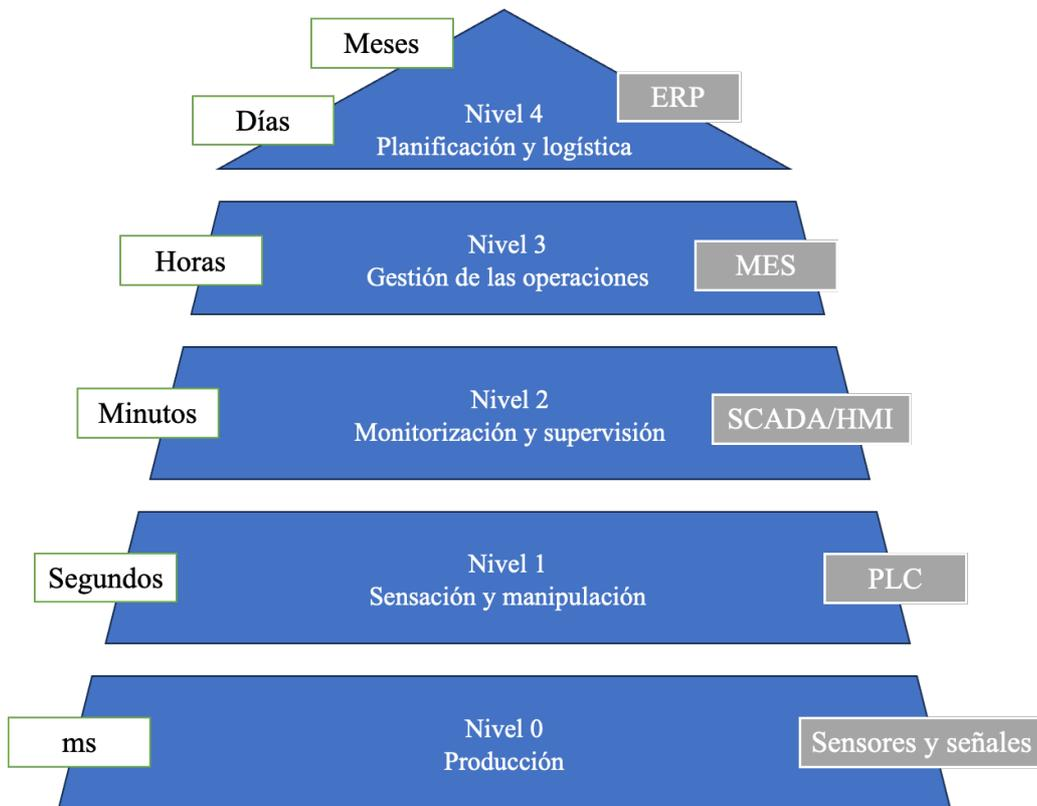 Meses
Días
Nivel 4
Planificación y logística
ERP
Horas
Nivel 3
Gestión de las operaciones
MES
Minutos
Nivel 2
Monitorización y supervisión
SCADA/HMI
Segundos
Nivel 1
Sensación y manipulación
PLC
ms
Nivel 0
Producción
Sensores y señales